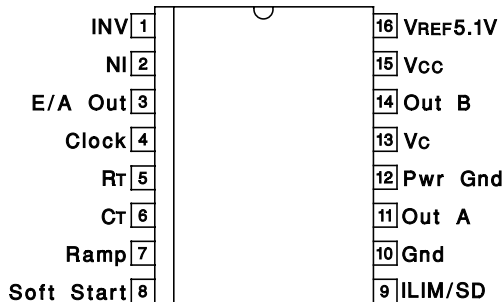 INV 1
NI 2
E/A Out 3
Clock 4
RT 5
CT 6
Ramp 7
Soft Start 8
16 VREF5.1V
15 VCC
14 Out B
13 VC
12 Pwr Gnd
11 Out A
10 Gnd
9 ILIM/SD